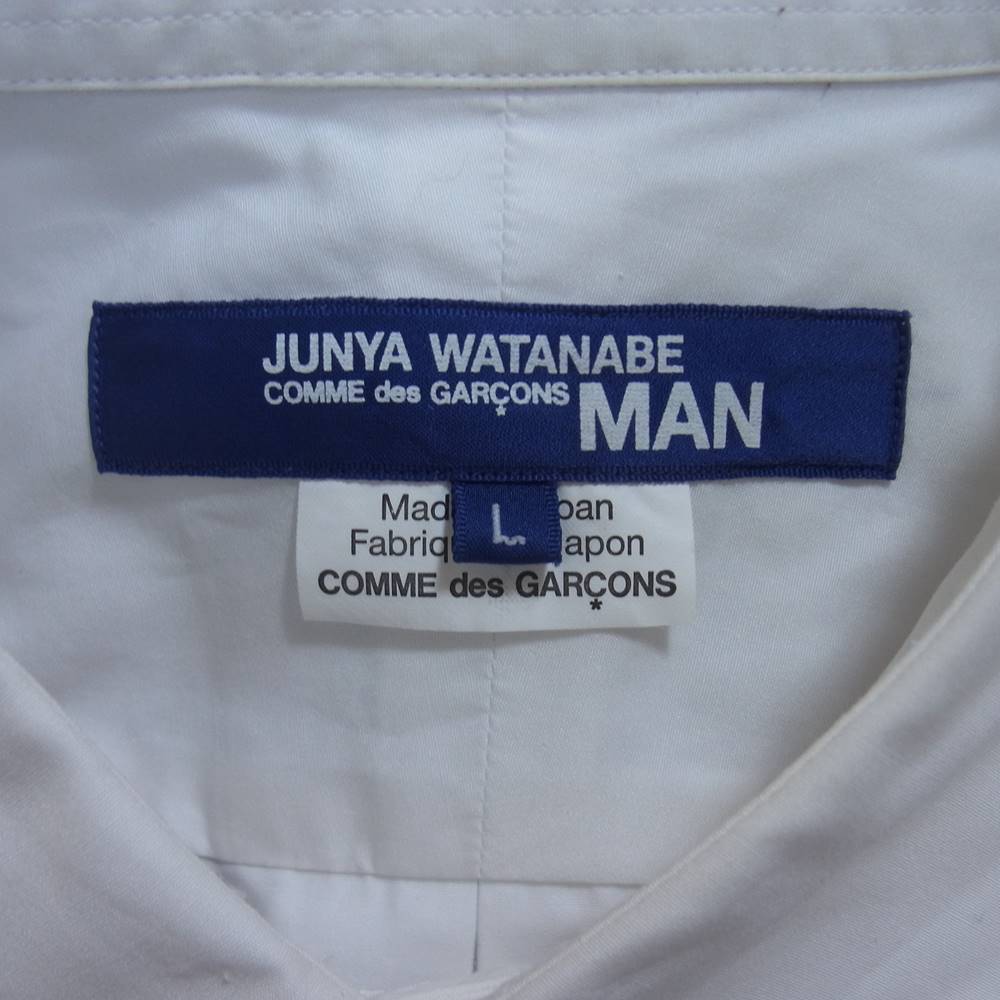 JUNYA WATANABE
COMME des GARÇONS MAN
L
COMME des GARÇONS